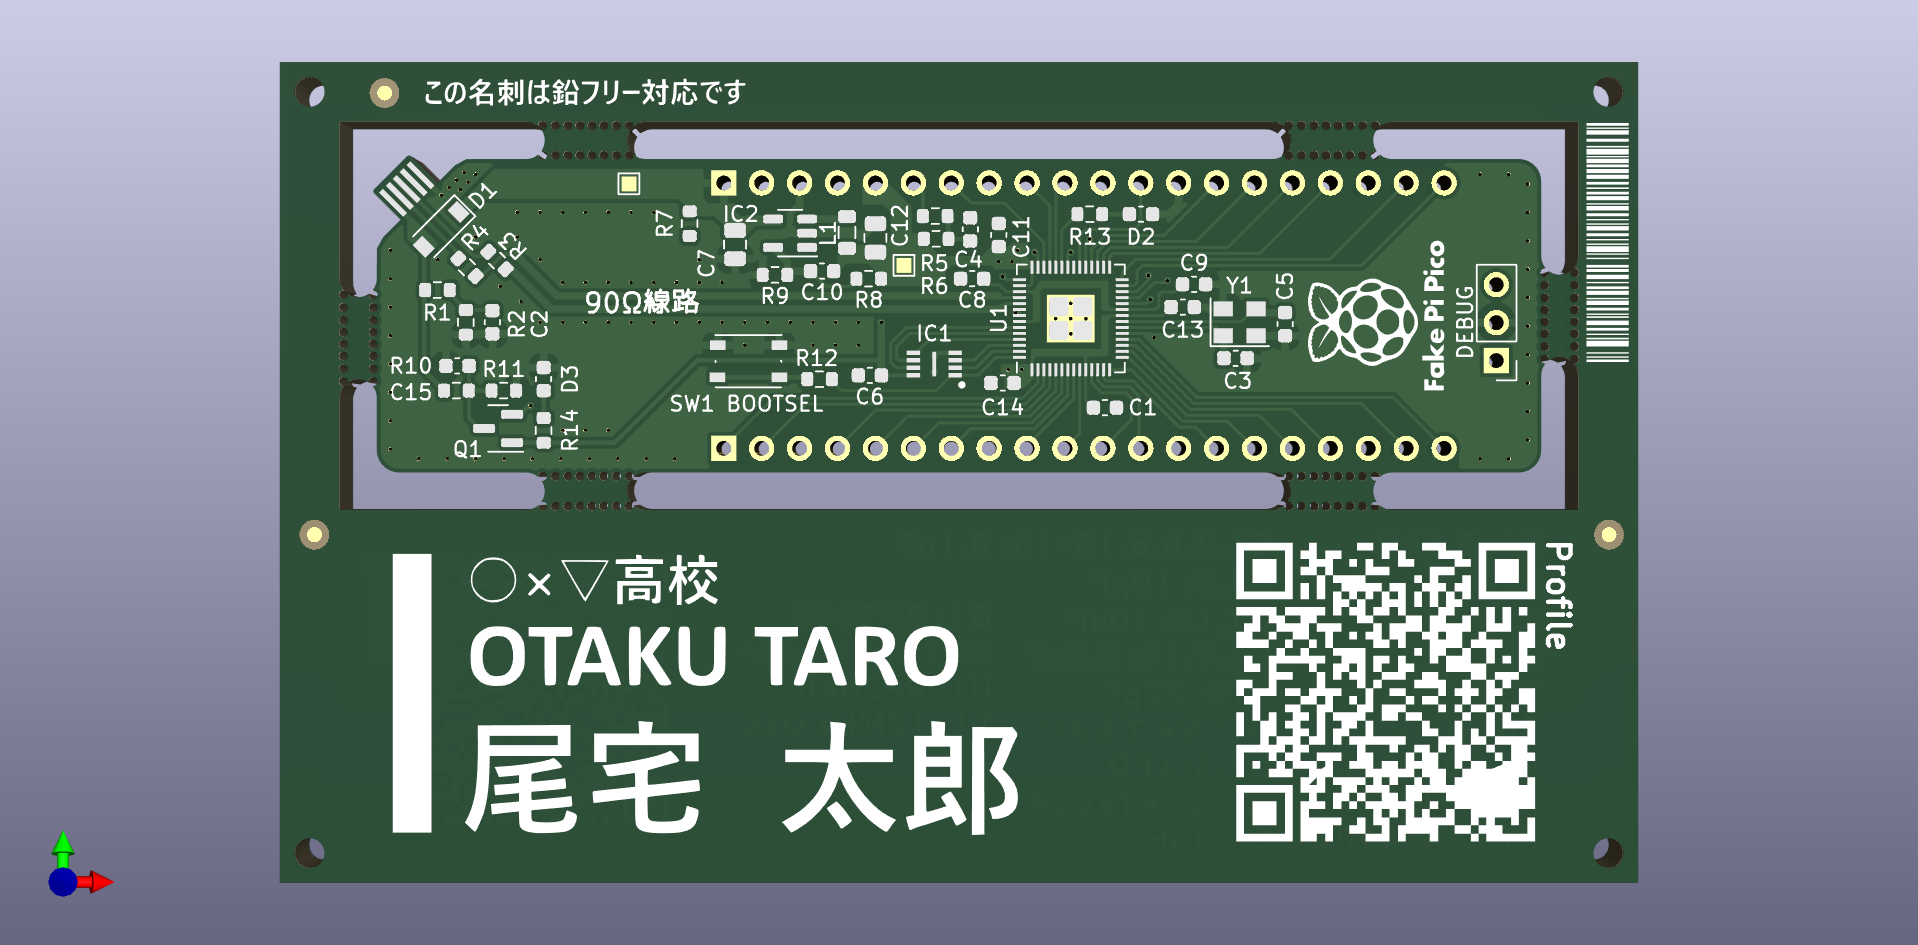 この名刺は鉛フリー対応です
D1
R4
R3
R1
R2
C2
R7
IC2
C7
L1
C12
R9
C10
R8
R5
R6
C4
C8
C11
R13
D2
90Ω線路
U1
C9
C13
Y1
C5
C3
Fake Pi Pico
DEBUG
IC1
R12
C6
C14
C1
SW1 BOOTSEL
R10
R11
C15
D3
R14
Q1
○×▽高校
OTAKU TARO
尾宅 太郎
Profile